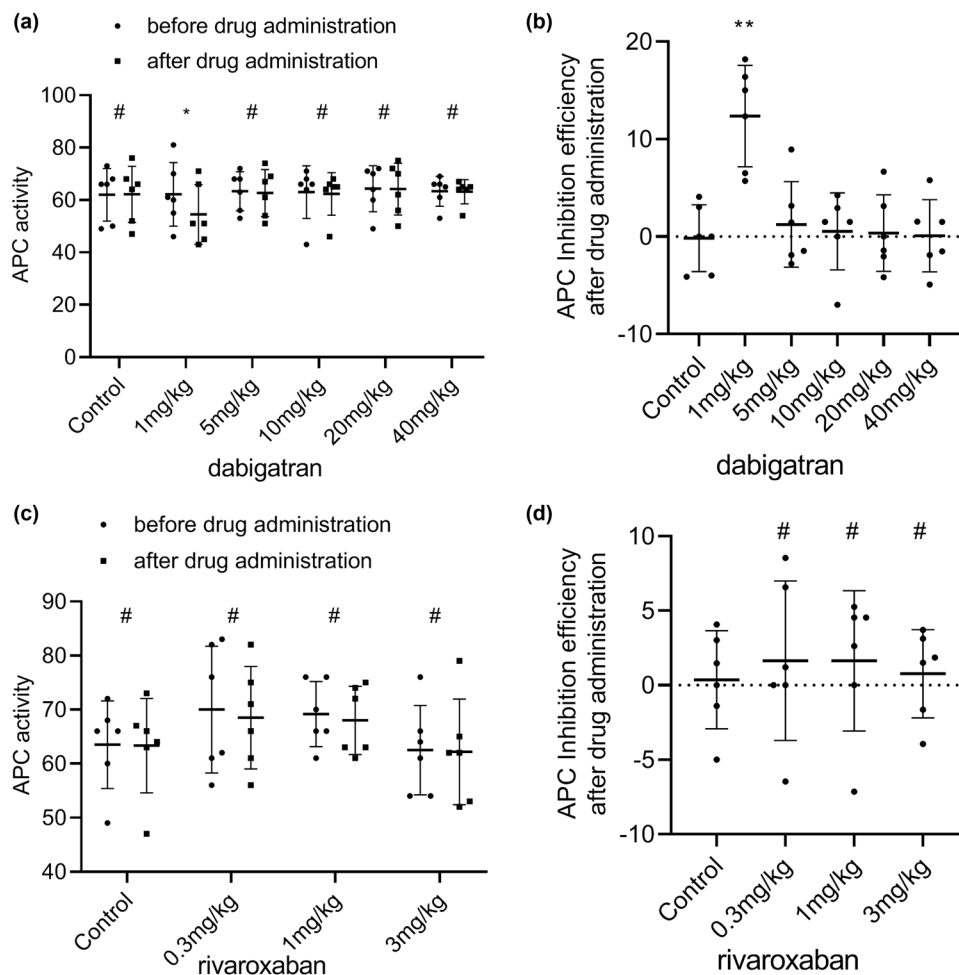 (a)
before drug administration
after drug administration
APC activity
100
80
60
40
20
0
# * # # # #
Control
1mg/kg
5mg/kg
10mg/kg
20mg/kg
40mg/kg
dabigatran
(b)
APC Inhibition efficiency
after drug administration
20
10
0
-10
**
Control
1mg/kg
5mg/kg
10mg/kg
20mg/kg
40mg/kg
dabigatran
(c)
before drug administration
after drug administration
APC activity
90
80
70
60
50
40
# # # #
Control
0.3mg/kg
1mg/kg
3mg/kg
rivaroxaban
(d)
APC Inhibition efficiency
after drug administration
10
5
0
-5
-10
# # #
Control
0.3mg/kg
1mg/kg
3mg/kg
rivaroxaban